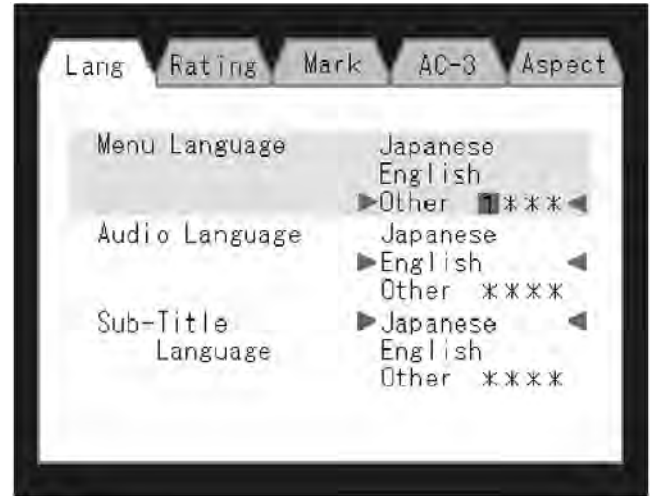 Lang Rating Mark AC-3 Aspect
Menu Language Japanese
English
▶Other 1***◀
Audio Language Japanese
▶English ◀
Other ****
Sub-Title ▶Japanese ◀
Language English
Other ****